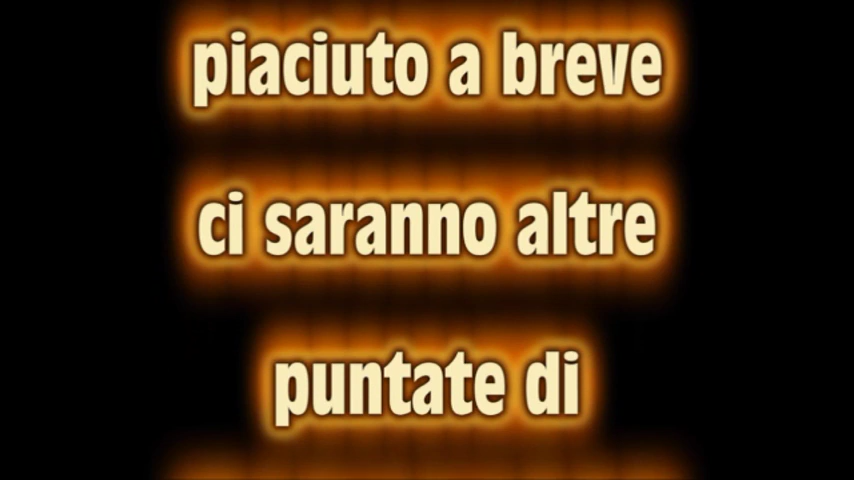 piaciuto a breve
ci saranno altre
puntate di